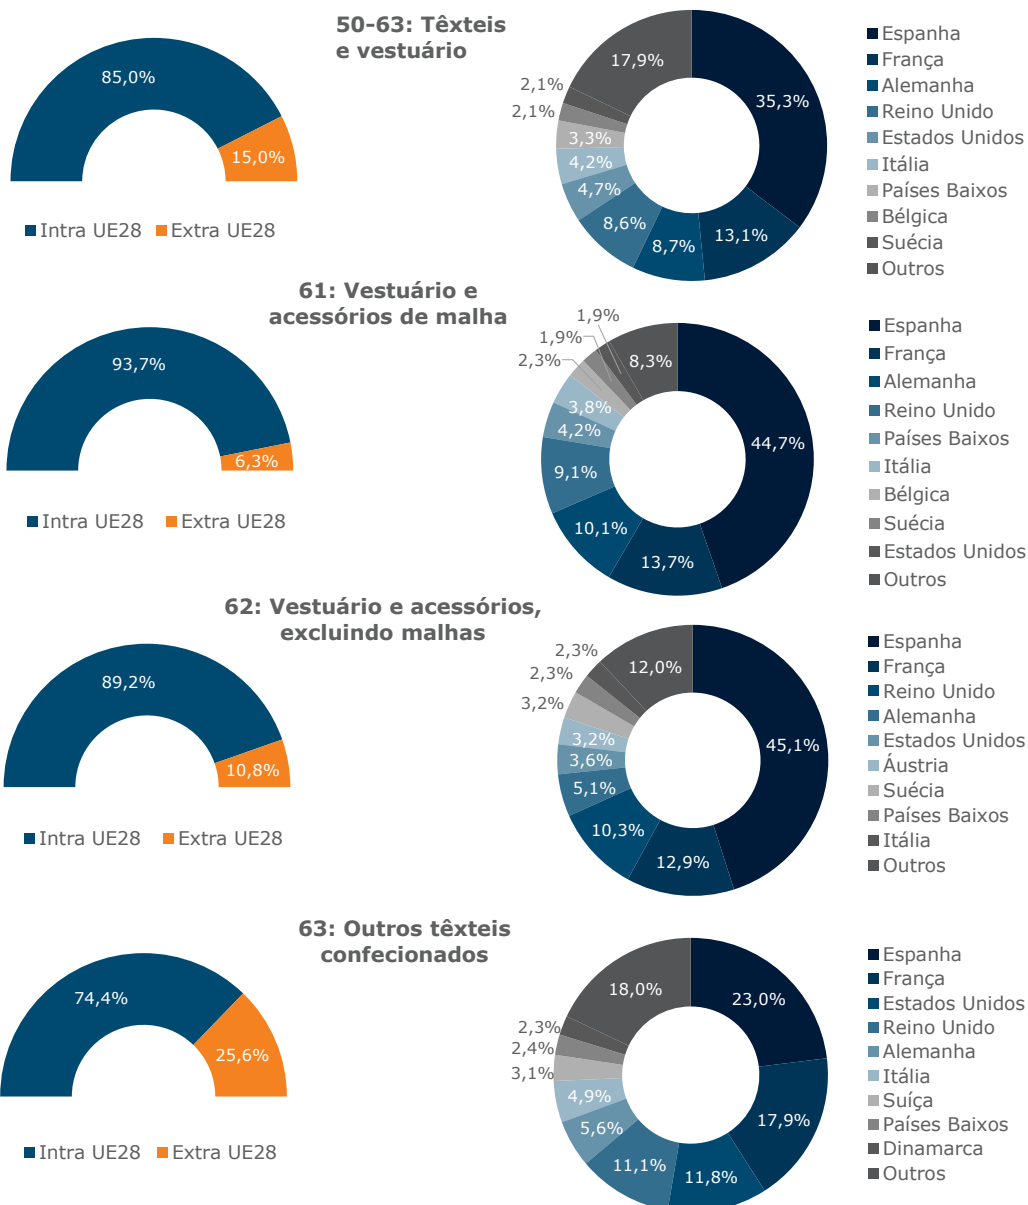 50-63: Têxteis
e vestuário
85,0%
15,0%
Intra UE28 Extra UE28
35,3%
13,1%
8,7%
8,6%
4,7%
4,2%
3,3%
2,1%
2,1%
17,9%
Espanha
França
Alemanha
Reino Unido
Estados Unidos
Itália
Países Baixos
Bélgica
Suécia
Outros
61: Vestuário e
acessórios de malha
93,7%
6,3%
Intra UE28 Extra UE28
44,7%
13,7%
10,1%
9,1%
4,2%
3,8%
2,3%
1,9%
1,9%
8,3%
Espanha
França
Alemanha
Reino Unido
Países Baixos
Itália
Bélgica
Suécia
Estados Unidos
Outros
62: Vestuário e acessórios,
excluindo malhas
89,2%
10,8%
Intra UE28 Extra UE28
45,1%
12,9%
10,3%
5,1%
3,6%
3,2%
3,2%
2,3%
2,3%
12,0%
Espanha
França
Reino Unido
Alemanha
Estados Unidos
Áustria
Suécia
Países Baixos
Itália
Outros
63: Outros têxteis
confecionados
74,4%
25,6%
Intra UE28 Extra UE28
23,0%
17,9%
11,8%
11,1%
5,6%
4,9%
3,1%
2,4%
2,3%
18,0%
Espanha
França
Estados Unidos
Reino Unido
Alemanha
Itália
Suíça
Países Baixos
Dinamarca
Outros